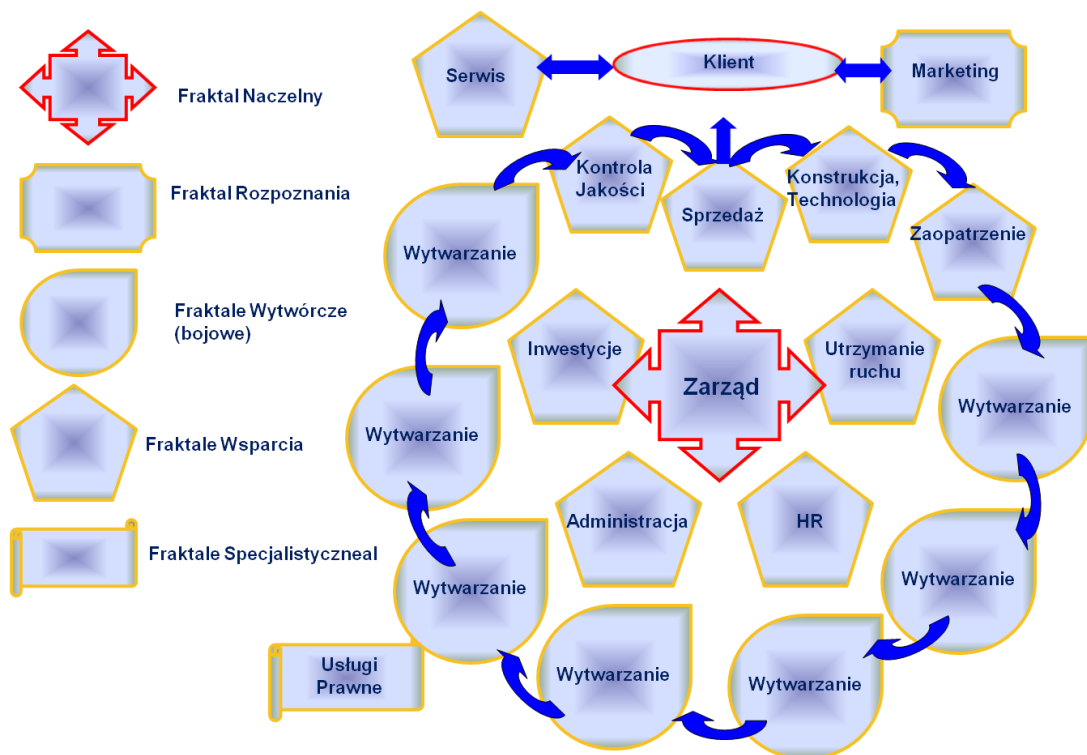 Fraktal Naczelny
Fraktal Rozpoznania
Fraktale Wytwórcze
(bojowe)
Fraktale Wsparcia
Fraktale Specjalistyczneal
Serwis
Klient
Marketing
Kontrola
Jakości
Sprzedaż
Konstrukcja,
Technologia
Zaopatrzenie
Wytwarzanie
Inwestycje
Zarząd
Utrzymanie
ruchu
Wytwarzanie
Wytwarzanie
Administracja
HR
Wytwarzanie
Wytwarzanie
Usługi
Prawne
Wytwarzanie
Wytwarzanie